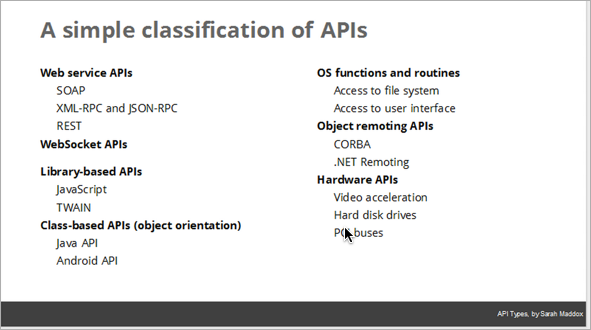 A simple classification of APIs
Web service APIs
SOAP
XML-RPC and JSON-RPC
REST
WebSocket APIs
Library-based APIs
JavaScript
TWAIN
Class-based APIs (object orientation)
Java API
Android API
OS functions and routines
Access to file system
Access to user interface
Object remoting APIs
CORBA
.NET Remoting
Hardware APIs
Video acceleration
Hard disk drives
buses
API Types, by Sarah Maddox